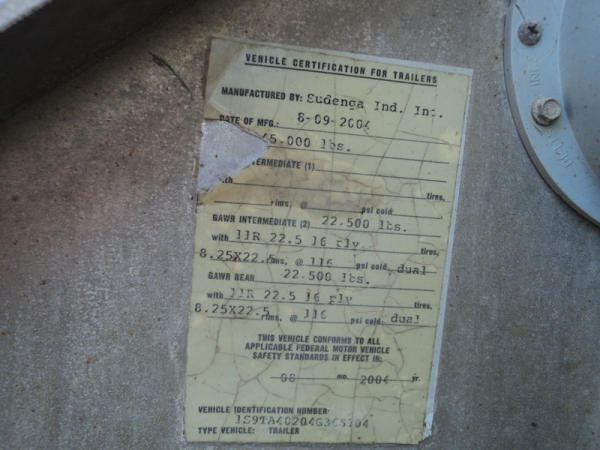 VEHICLE CERTIFICATION FOR TRAILERS
MANUFACTURED BY: Sudenga Ind. Inc.
DATE OF MFG.: 8-09-2004
45.000 lbs.
INTERMEDIATE (1)
with tires,
rims, @ psi cold
GAWR INTERMEDIATE (2) 22.500 lbs.
with 11R 22.5 16 ply tires,
8.25X22.5 rims, @ 116 psi cold, dual
GAWR REAR 22.500 lbs.
with 11R 22.5 16 ply tires,
8.25X22.5 rims, @ 116 psi cold, dual
THIS VEHICLE CONFORMS TO ALL
APPLICABLE FEDERAL MOTOR VEHICLE
SAFETY STANDARDS IN EFFECT IN:
08 mo. 2004 yr.
VEHICLE IDENTIFICATION NUMBER:
TYPE VEHICLE: TRAILER